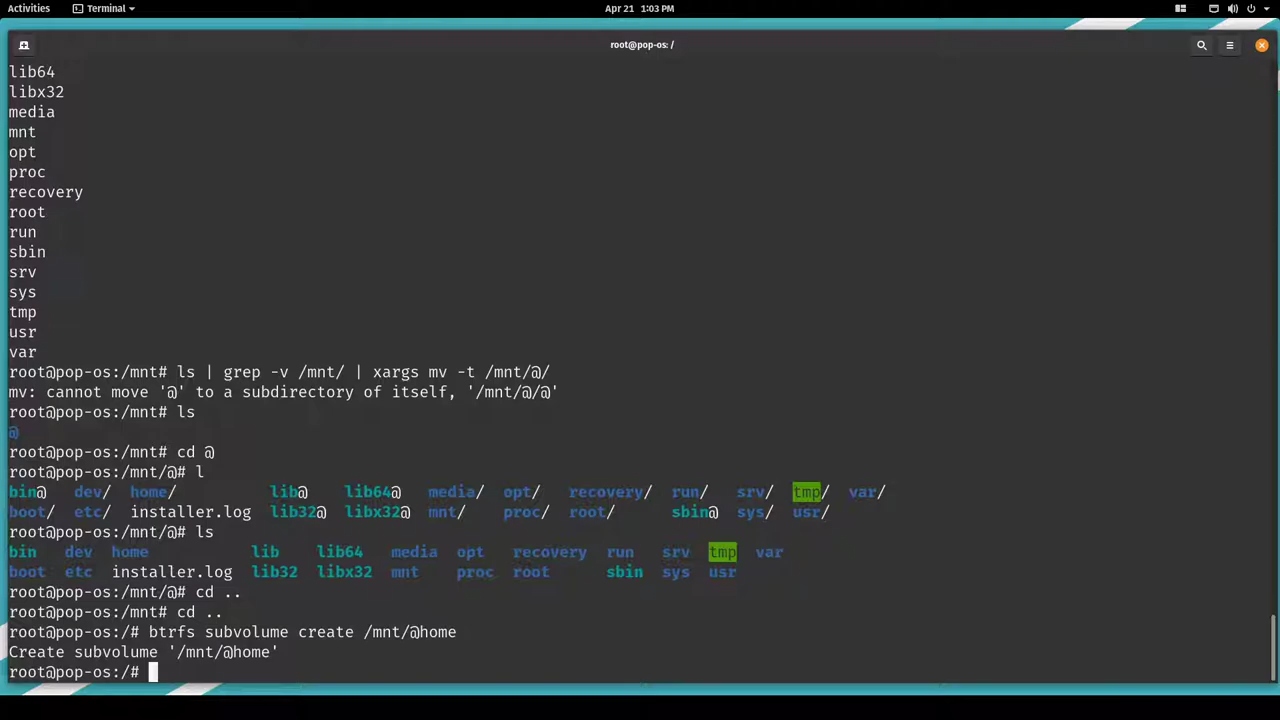 Activities Terminal Apr 21 1:03 PM
root@pop-os: /
lib64
libx32
media
mnt
opt
proc
recovery
root
run
sbin
srv
sys
tmp
usr
var
root@pop-os:/mnt# ls | grep -v /mnt/ | xargs mv -t /mnt/@/
mv: cannot move '@' to a subdirectory of itself, '/mnt/@/@'
root@pop-os:/mnt# ls
@
root@pop-os:/mnt# cd @
root@pop-os:/mnt/@# l
bin@ dev/ home/ lib@ lib64@ media/ opt/ recovery/ run/ srv/ tmp/ var/
boot/ etc/ installer.log lib32@ libx32@ mnt/ proc/ root/ sbin@ sys/ usr/
root@pop-os:/mnt/@# ls
bin dev home lib lib64 media opt recovery run srv tmp var
boot etc installer.log lib32 libx32 mnt proc root sbin sys usr
root@pop-os:/mnt/@# cd ..
root@pop-os:/mnt# cd ..
root@pop-os:/# btrfs subvolume create /mnt/@home
Create subvolume '/mnt/@home'
root@pop-os:/#